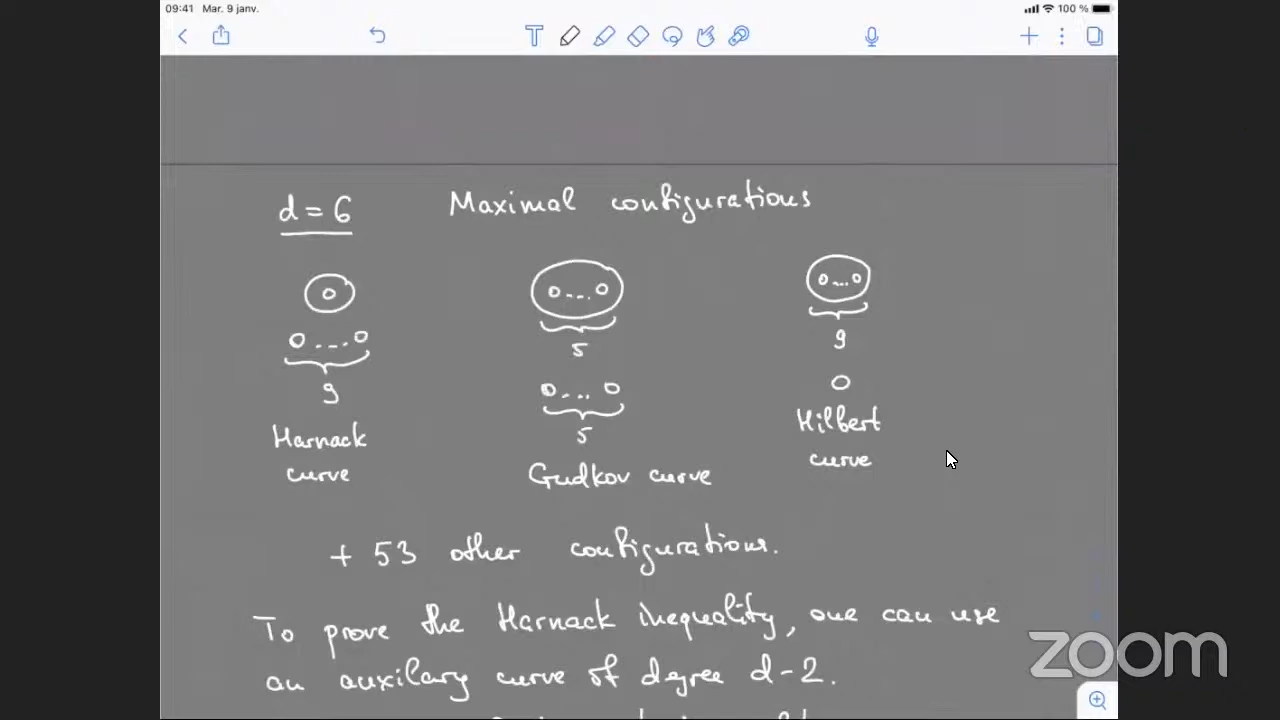 09:41 Mar. 9 janv. 100 %
d = 6 Maximal configurations
o
o...o
9
Harnack
curve
o...o
5
o...o
5
Gudkov curve
o...o
9
o
Hilbert
curve
+ 53 other configurations.
To prove the Harnack inequality, one can use
an auxilary curve of degree d-2.
zoom